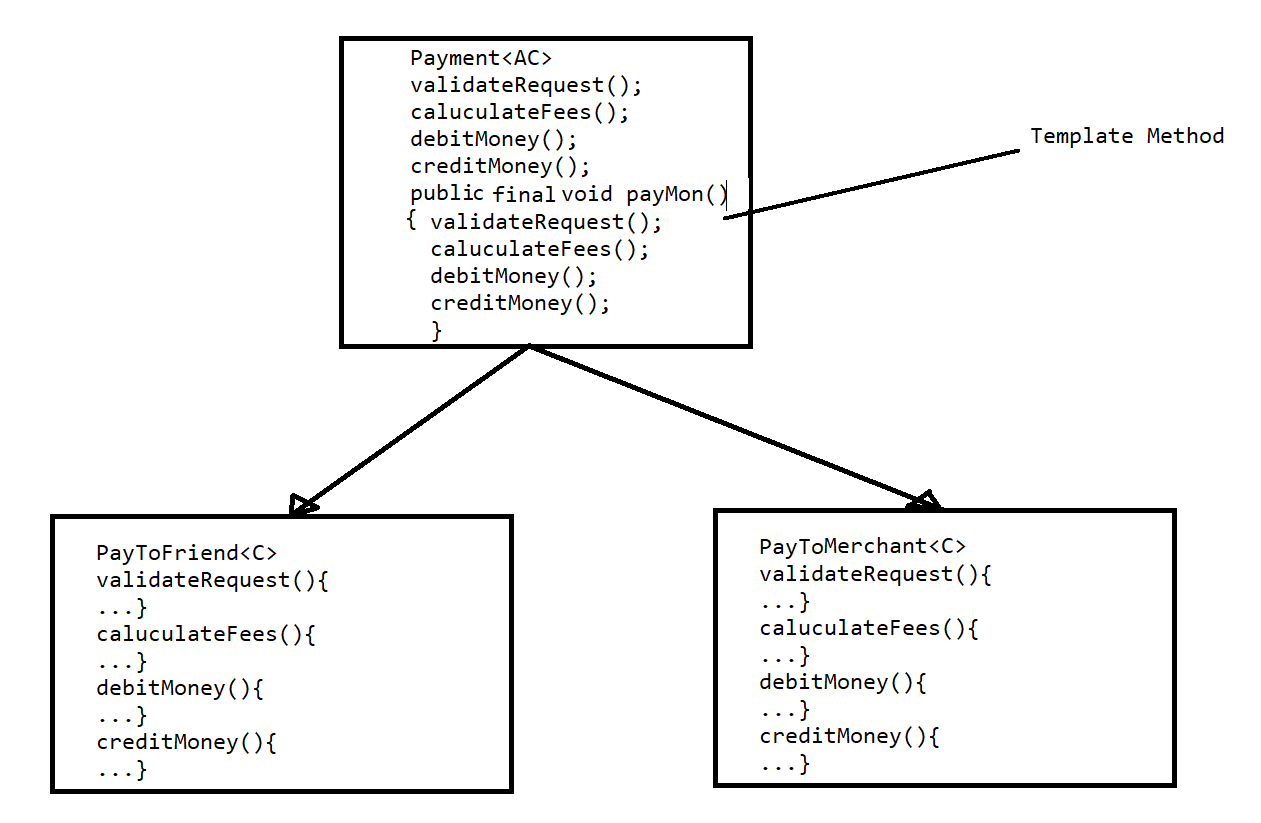 Payment<AC>
validateRequest();
caluculateFees();
debitMoney();
creditMoney();
public final void payMon()
{ validateRequest();
caluculateFees();
debitMoney();
creditMoney();
}
Template Method
PayToFriend<C>
validateRequest(){
...}
caluculateFees(){
...}
debitMoney(){
...}
creditMoney(){
...}
PayToMerchant<C>
validateRequest(){
...}
caluculateFees(){
...}
debitMoney(){
...}
creditMoney(){
...}